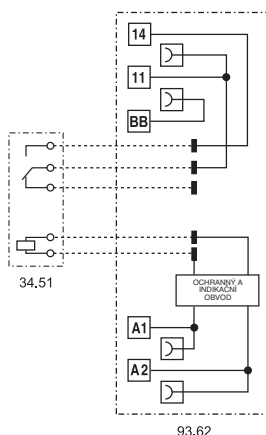 14
11
BB
34.51
OCHRANNÝ A
INDIKAČNÍ
OBVOD
A1
A2
93.62